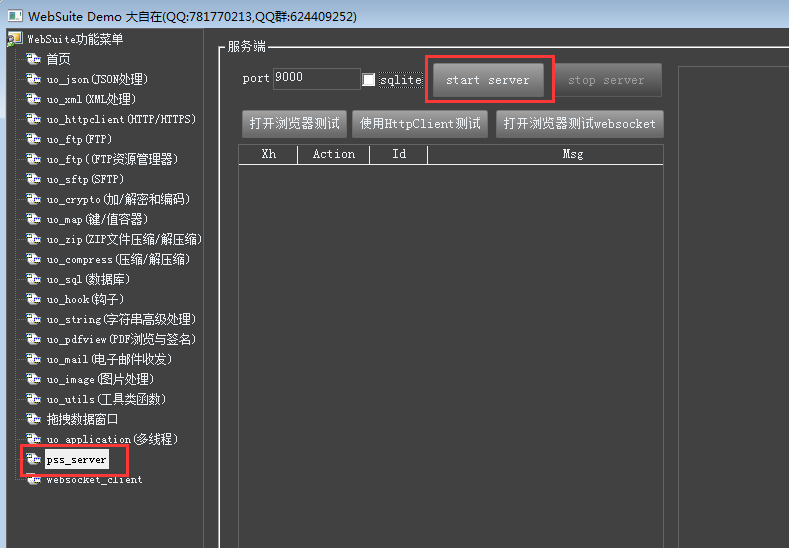 WebSuite Demo 大自在(QQ:781770213,QQ群:624409252)
WebSuite功能菜单
首页
uo_json(JSON处理)
uo_xml(XML处理)
uo_httpclient(HTTP/HTTPS)
uo_ftp(FTP)
uo_ftp((FTP资源管理器)
uo_sftp(SFTP)
uo_crypto(加/解密和编码)
uo_map(键/值容器)
uo_zip(ZIP文件压缩/解压缩)
uo_compress(压缩/解压缩)
uo_sql(数据库)
uo_hook(钩子)
uo_string(字符串高级处理)
uo_pdfview(PDF浏览与签名)
uo_mail(电子邮件收发)
uo_image(图片处理)
uo_utils(工具类函数)
拖拽数据窗口
uo_application(多线程)
pss_server
websocket_client
服务端
port 9000 sqlite start server stop server
打开浏览器测试 使用HttpClient测试 打开浏览器测试websocket
Xh Action Id Msg